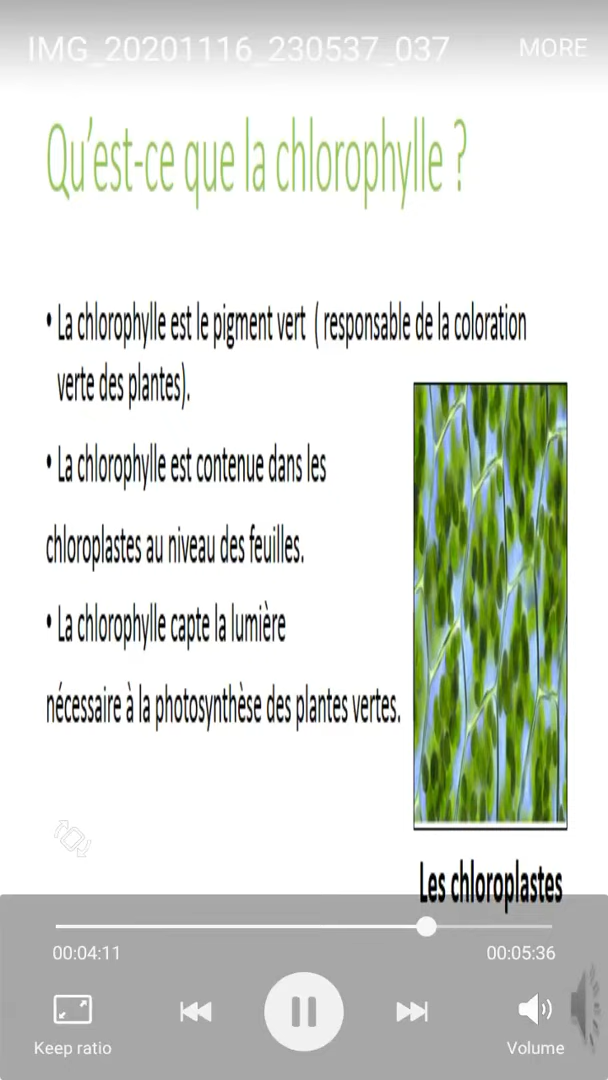 IMG_20201116_230537_037
MORE
Qu'est-ce que la chlorophylle ?
• La chlorophylle est le pigment vert ( responsable de la coloration
verte des plantes).
• La chlorophylle est contenue dans les
chloroplastes au niveau des feuilles.
• La chlorophylle capte la lumière
nécessaire à la photosynthèse des plantes vertes.
Les chloroplastes
00:04:11
00:05:36
Keep ratio
Volume